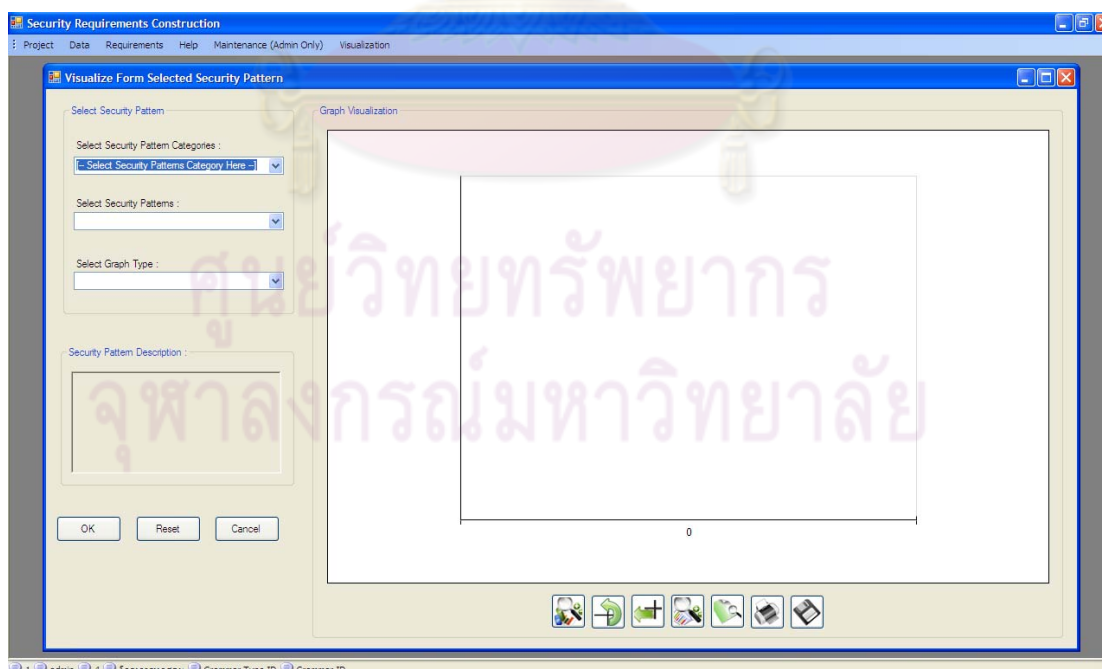 Security Requirements Construction
Project Data Requirements Help Maintenance (Admin Only) Visualization
Visualize Form Selected Security Pattern
Select Security Pattern
Select Security Pattern Categories :
[-- Select Security Patterns Category Here --]
Select Security Patterns :
Select Graph Type :
Security Pattern Description :
OK Reset Cancel
Graph Visualization
0
ศูนย์วิทยทรัพยากร
จุฬาลงกรณ์มหาวิทยาลัย